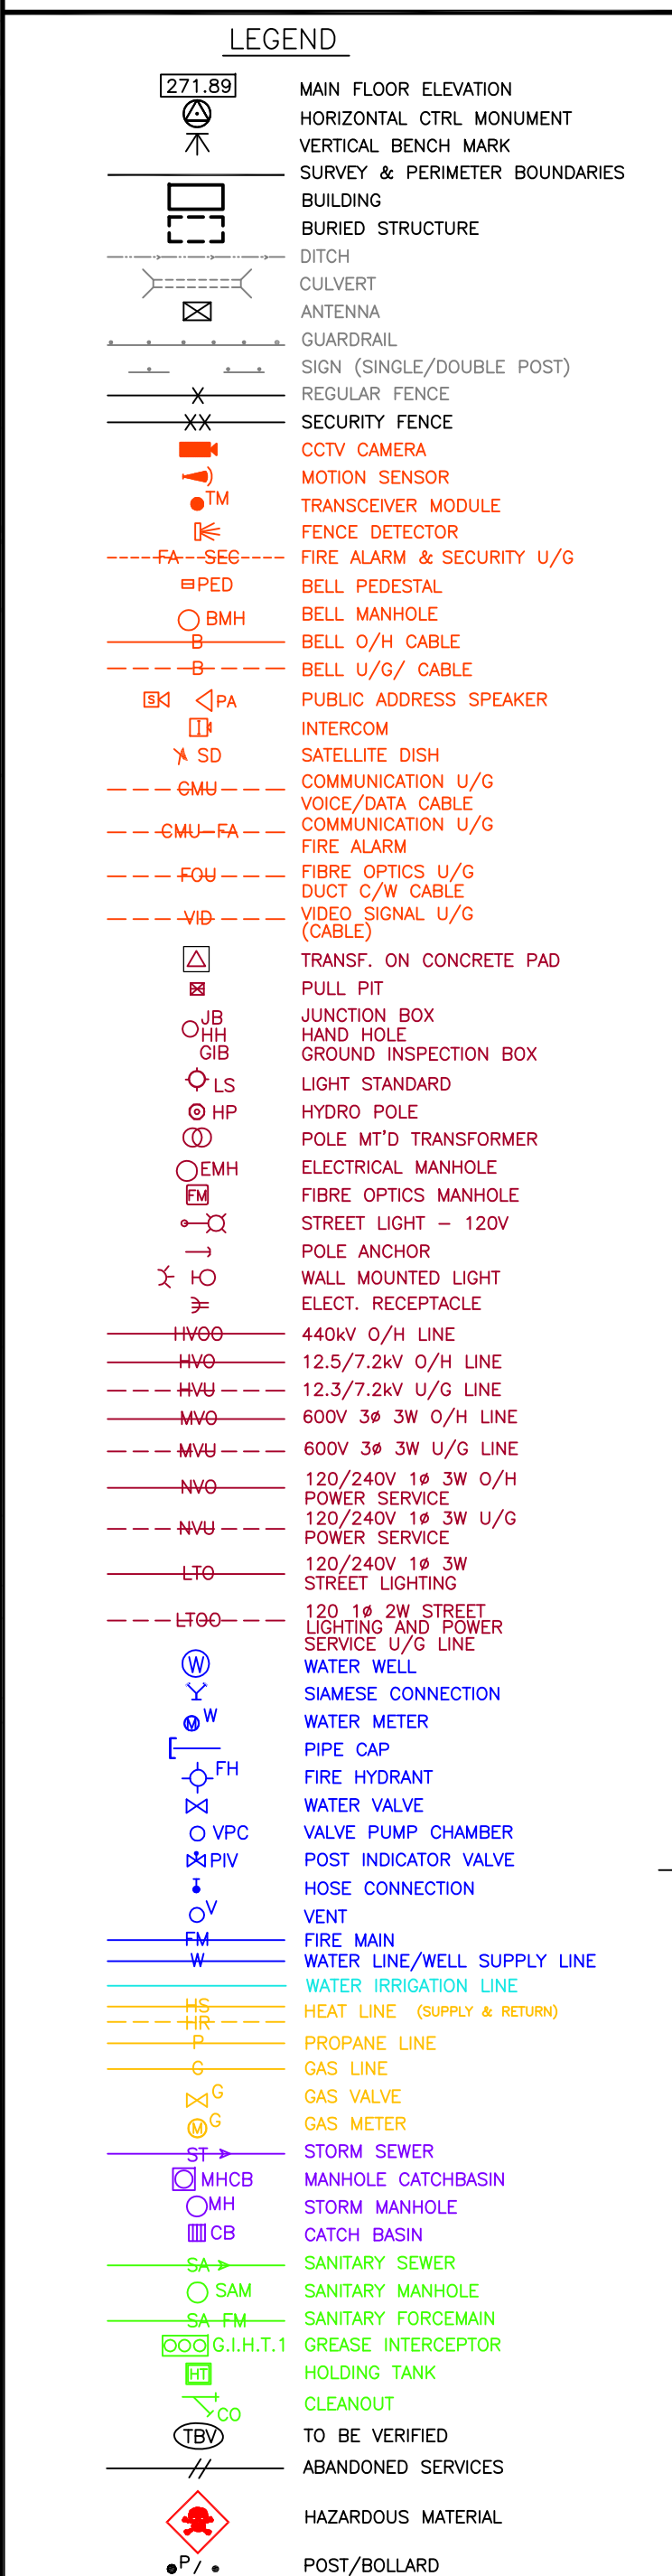 LEGEND
271.89 MAIN FLOOR ELEVATION
HORIZONTAL CTRL MONUMENT
VERTICAL BENCH MARK
SURVEY & PERIMETER BOUNDARIES
BUILDING
BURIED STRUCTURE
DITCH
CULVERT
ANTENNA
GUARDRAIL
SIGN (SINGLE/DOUBLE POST)
X REGULAR FENCE
XX SECURITY FENCE
CCTV CAMERA
MOTION SENSOR
TM TRANSCEIVER MODULE
FENCE DETECTOR
FA SEC FIRE ALARM & SECURITY U/G
PED BELL PEDESTAL
BMH BELL MANHOLE
B BELL O/H CABLE
B BELL U/G/ CABLE
S PA PUBLIC ADDRESS SPEAKER
I INTERCOM
SD SATELLITE DISH
CMU COMMUNICATION U/G
VOICE/DATA CABLE
CMU-FA COMMUNICATION U/G
FIRE ALARM
FOU FIBRE OPTICS U/G
DUCT C/W CABLE
VID VIDEO SIGNAL U/G
(CABLE)
TRANSF. ON CONCRETE PAD
PULL PIT
JB JUNCTION BOX
HH HAND HOLE
GIB GROUND INSPECTION BOX
LS LIGHT STANDARD
HP HYDRO POLE
POLE MT'D TRANSFORMER
EMH ELECTRICAL MANHOLE
FM FIBRE OPTICS MANHOLE
STREET LIGHT – 120V
POLE ANCHOR
WALL MOUNTED LIGHT
ELECT. RECEPTACLE
HVOO 440kV O/H LINE
HVO 12.5/7.2kV O/H LINE
HVU 12.3/7.2kV U/G LINE
MVO 600V 3ø 3W O/H LINE
MVU 600V 3ø 3W U/G LINE
NVO 120/240V 1ø 3W O/H
POWER SERVICE
NVU 120/240V 1ø 3W U/G
POWER SERVICE
LTO 120/240V 1ø 3W
STREET LIGHTING
LTOO 120 1ø 2W STREET
LIGHTING AND POWER
SERVICE U/G LINE
W WATER WELL
SIAMESE CONNECTION
M W WATER METER
PIPE CAP
FH FIRE HYDRANT
WATER VALVE
VPC VALVE PUMP CHAMBER
PIV POST INDICATOR VALVE
HOSE CONNECTION
V VENT
FM FIRE MAIN
W WATER LINE/WELL SUPPLY LINE
WATER IRRIGATION LINE
HS HEAT LINE (SUPPLY & RETURN)
HR
P PROPANE LINE
G GAS LINE
G GAS VALVE
M G GAS METER
ST STORM SEWER
MHCB MANHOLE CATCHBASIN
MH STORM MANHOLE
CB CATCH BASIN
SA SANITARY SEWER
SAM SANITARY MANHOLE
SA FM SANITARY FORCEMAIN
G.I.H.T.1 GREASE INTERCEPTOR
HT HOLDING TANK
CO CLEANOUT
TBV TO BE VERIFIED
ABANDONED SERVICES
HAZARDOUS MATERIAL
P / POST/BOLLARD